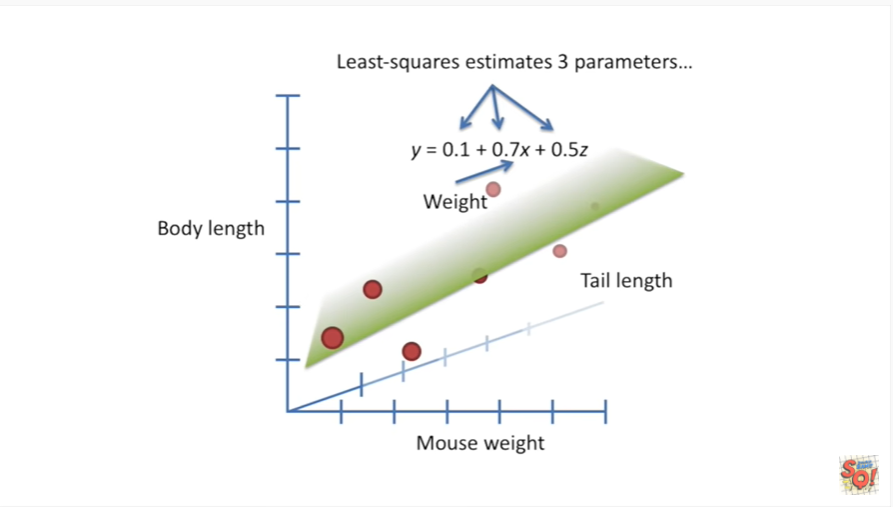 Least-squares estimates 3 parameters...
y = 0.1 + 0.7x + 0.5z
Weight
Body length
Tail length
Mouse weight